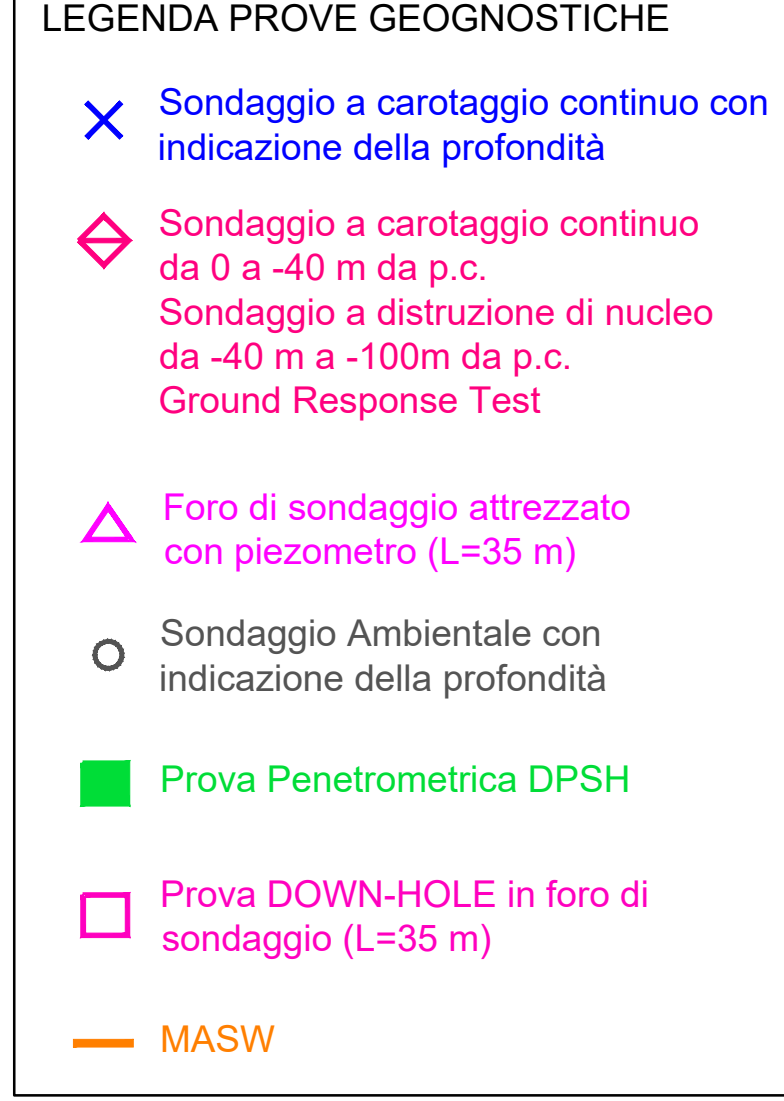 LEGENDA PROVE GEOGNOSTICHE
Sondaggio a carotaggio continuo con
indicazione della profondità
Sondaggio a carotaggio continuo
da 0 a -40 m da p.c.
Sondaggio a distruzione di nucleo
da -40 m a -100m da p.c.
Ground Response Test
Foro di sondaggio attrezzato
con piezometro (L=35 m)
Sondaggio Ambientale con
indicazione della profondità
Prova Penetrometrica DPSH
Prova DOWN-HOLE in foro di
sondaggio (L=35 m)
MASW